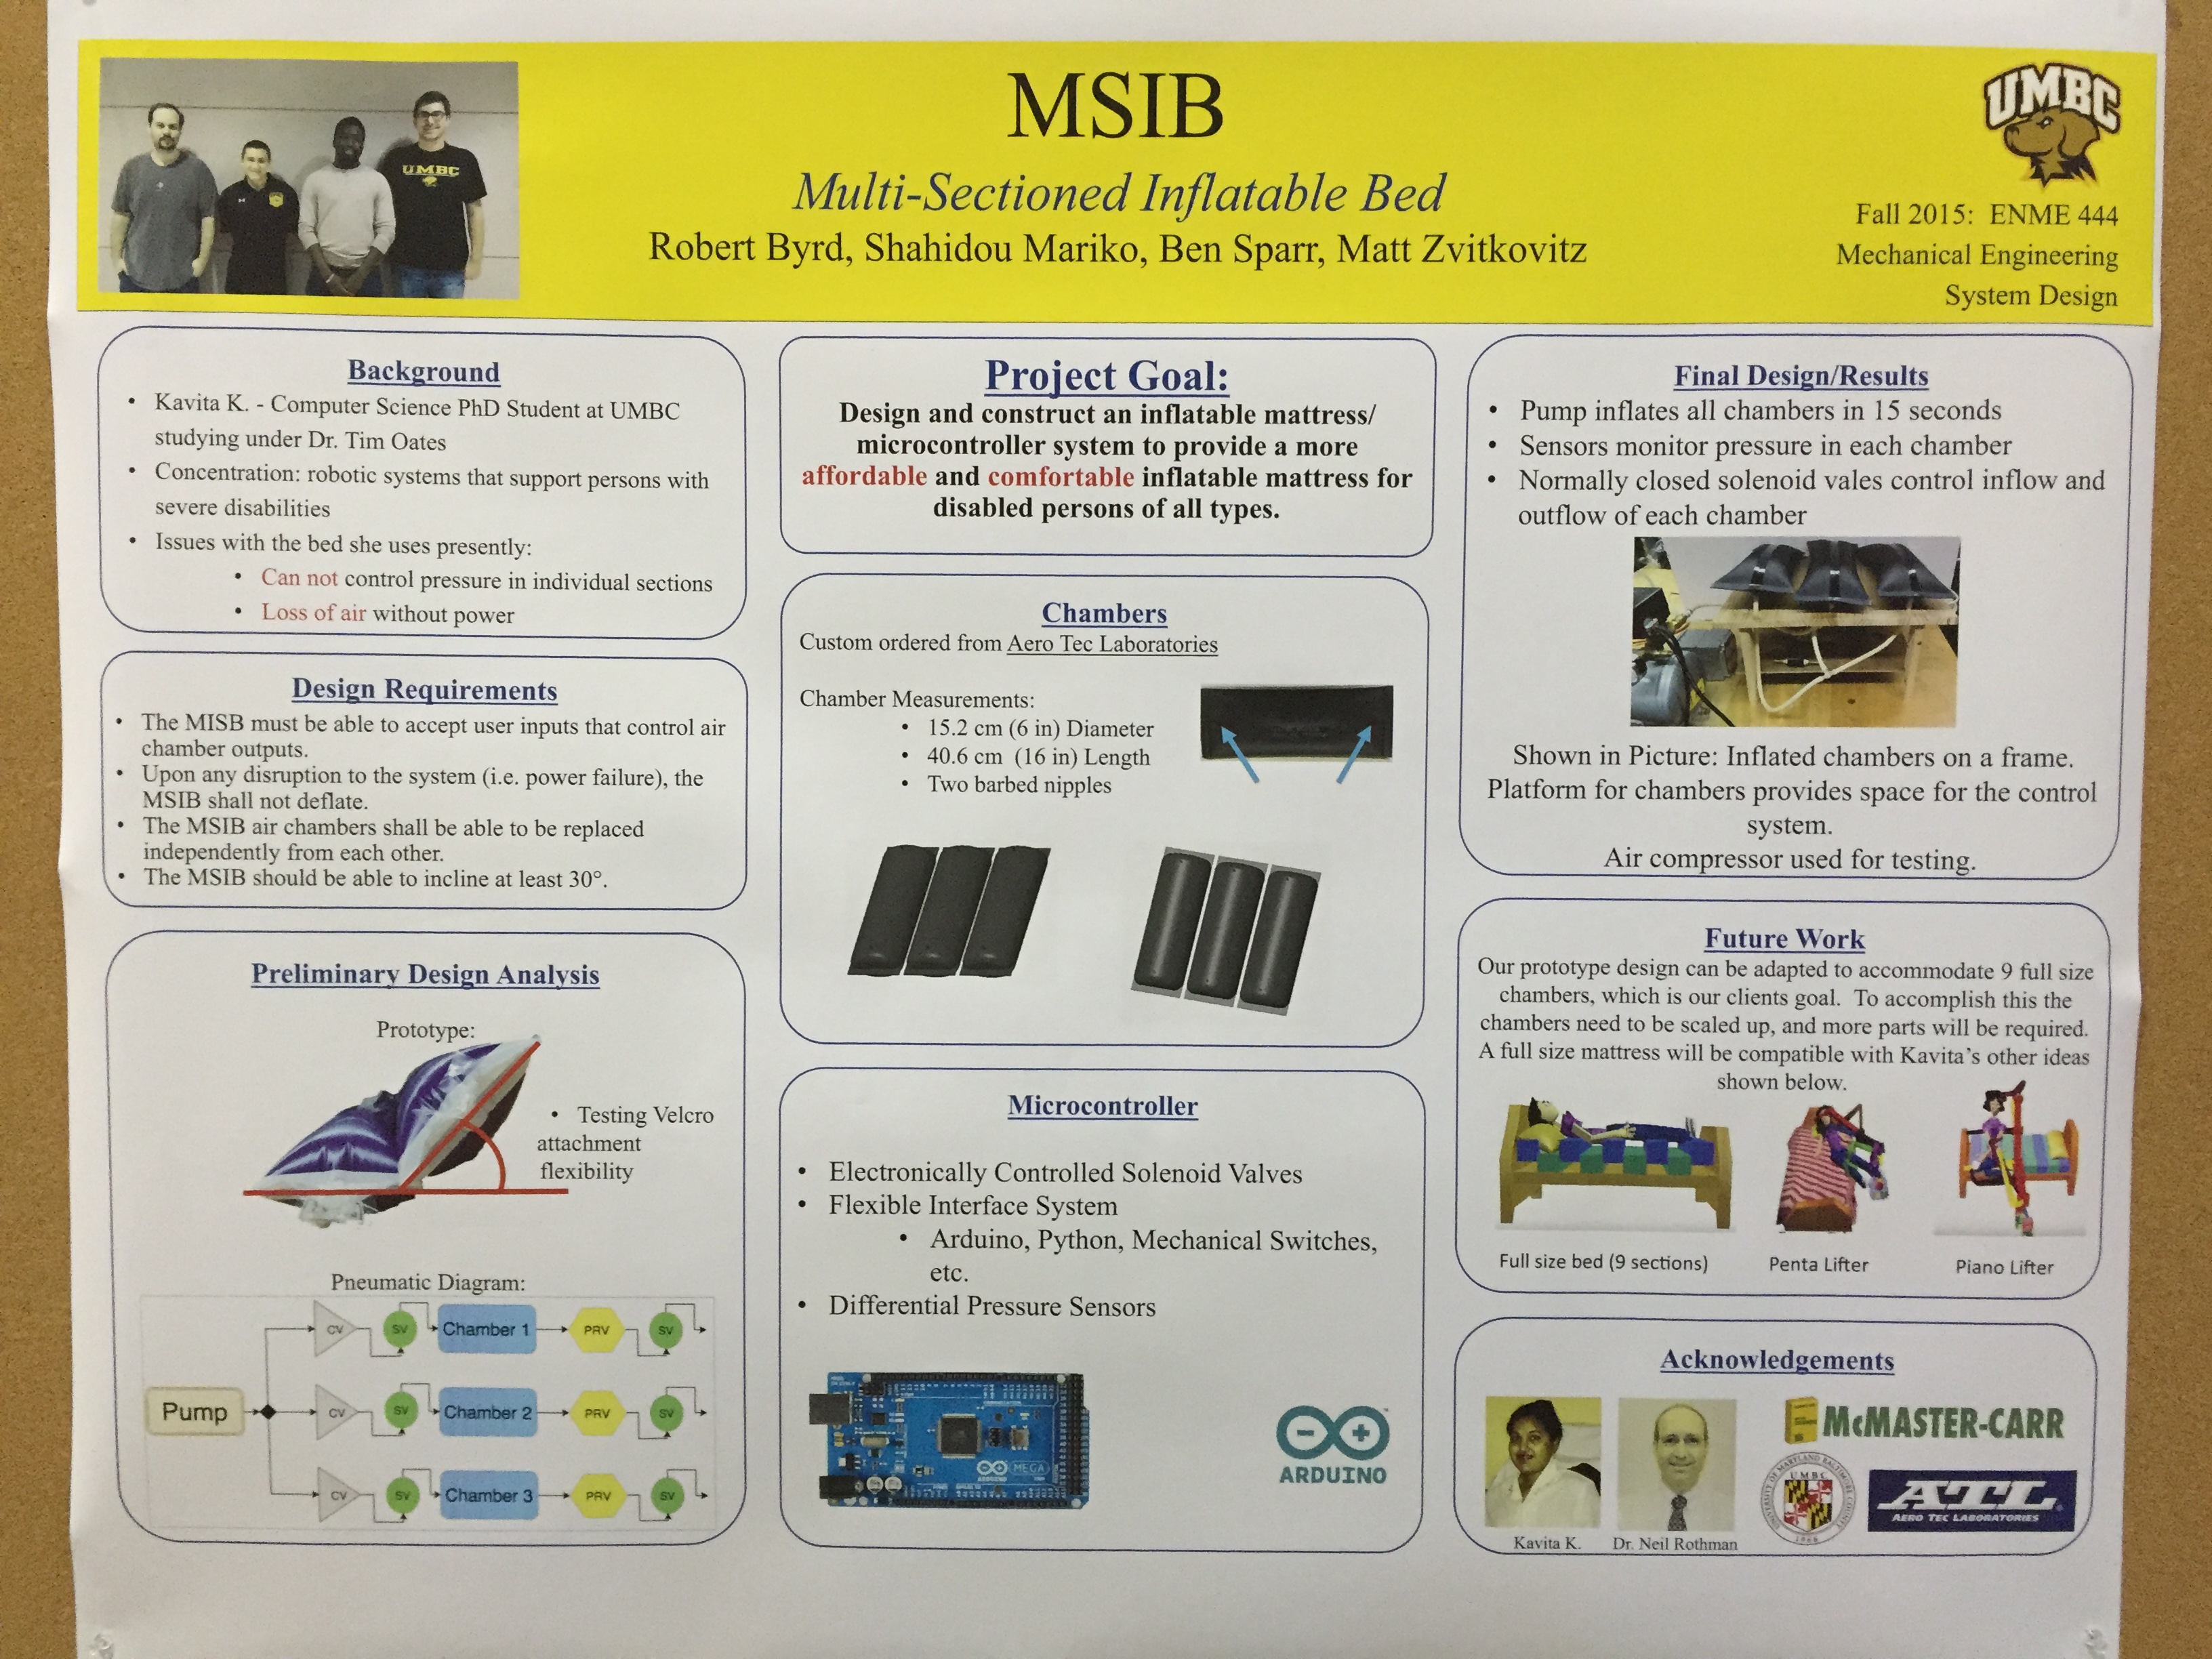 MSIB
Multi-Sectioned Inflatable Bed
Robert Byrd, Shahidou Mariko, Ben Sparr, Matt Zvitkovitz
UMBC
UMBC
Fall 2015: ENME 444
Mechanical Engineering
System Design
Background
• Kavita K. - Computer Science PhD Student at UMBC
studying under Dr. Tim Oates
• Concentration: robotic systems that support persons with
severe disabilities
• Issues with the bed she uses presently:
• Can not control pressure in individual sections
• Loss of air without power
Design Requirements
• The MISB must be able to accept user inputs that control air
chamber outputs.
• Upon any disruption to the system (i.e. power failure), the
MSIB shall not deflate.
• The MSIB air chambers shall be able to be replaced
independently from each other.
• The MSIB should be able to incline at least 30°.
Preliminary Design Analysis
Prototype:
• Testing Velcro
attachment
flexibility
Pneumatic Diagram:
Pump
CV SV Chamber 1 PRV SV
CV SV Chamber 2 PRV SV
CV SV Chamber 3 PRV SV
Project Goal:
Design and construct an inflatable mattress/
microcontroller system to provide a more
affordable and comfortable inflatable mattress for
disabled persons of all types.
Chambers
Custom ordered from Aero Tec Laboratories
Chamber Measurements:
• 15.2 cm (6 in) Diameter
• 40.6 cm (16 in) Length
• Two barbed nipples
Microcontroller
• Electronically Controlled Solenoid Valves
• Flexible Interface System
• Arduino, Python, Mechanical Switches,
etc.
• Differential Pressure Sensors
MEGA
ARDUINO
Final Design/Results
• Pump inflates all chambers in 15 seconds
• Sensors monitor pressure in each chamber
• Normally closed solenoid vales control inflow and
outflow of each chamber
Shown in Picture: Inflated chambers on a frame.
Platform for chambers provides space for the control
system.
Air compressor used for testing.
Future Work
Our prototype design can be adapted to accommodate 9 full size
chambers, which is our clients goal. To accomplish this the
chambers need to be scaled up, and more parts will be required.
A full size mattress will be compatible with Kavita's other ideas
shown below.
Full size bed (9 sections)
Penta Lifter
Piano Lifter
Acknowledgements
Kavita K.
Dr. Neil Rothman
McMASTER-CARR
UNIVERSITY OF MARYLAND BALTIMORE COUNTY
UMBC
1966
ATL
AERO TEC LABORATORIES